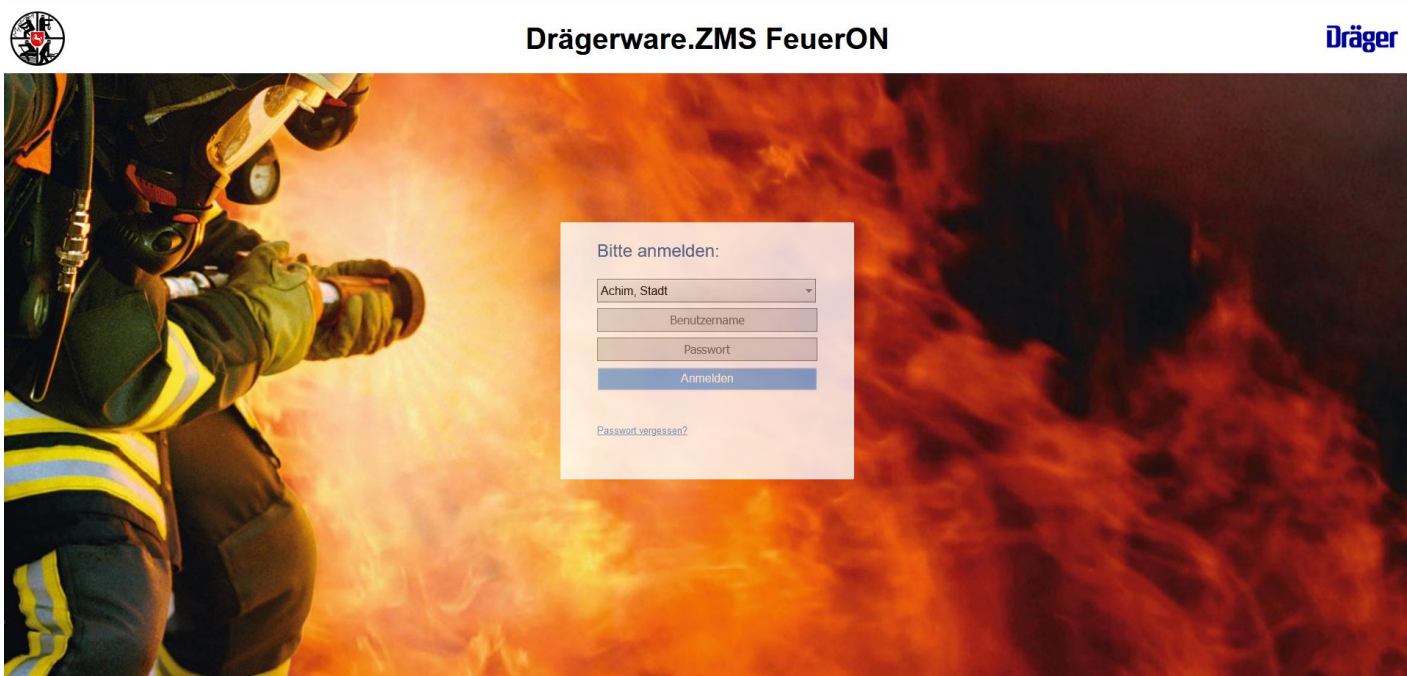 Drägerware.ZMS FeuerON
Dräger
Bitte anmelden:
Achim, Stadt
Benutzername
Passwort
Anmelden
Passwort vergessen?